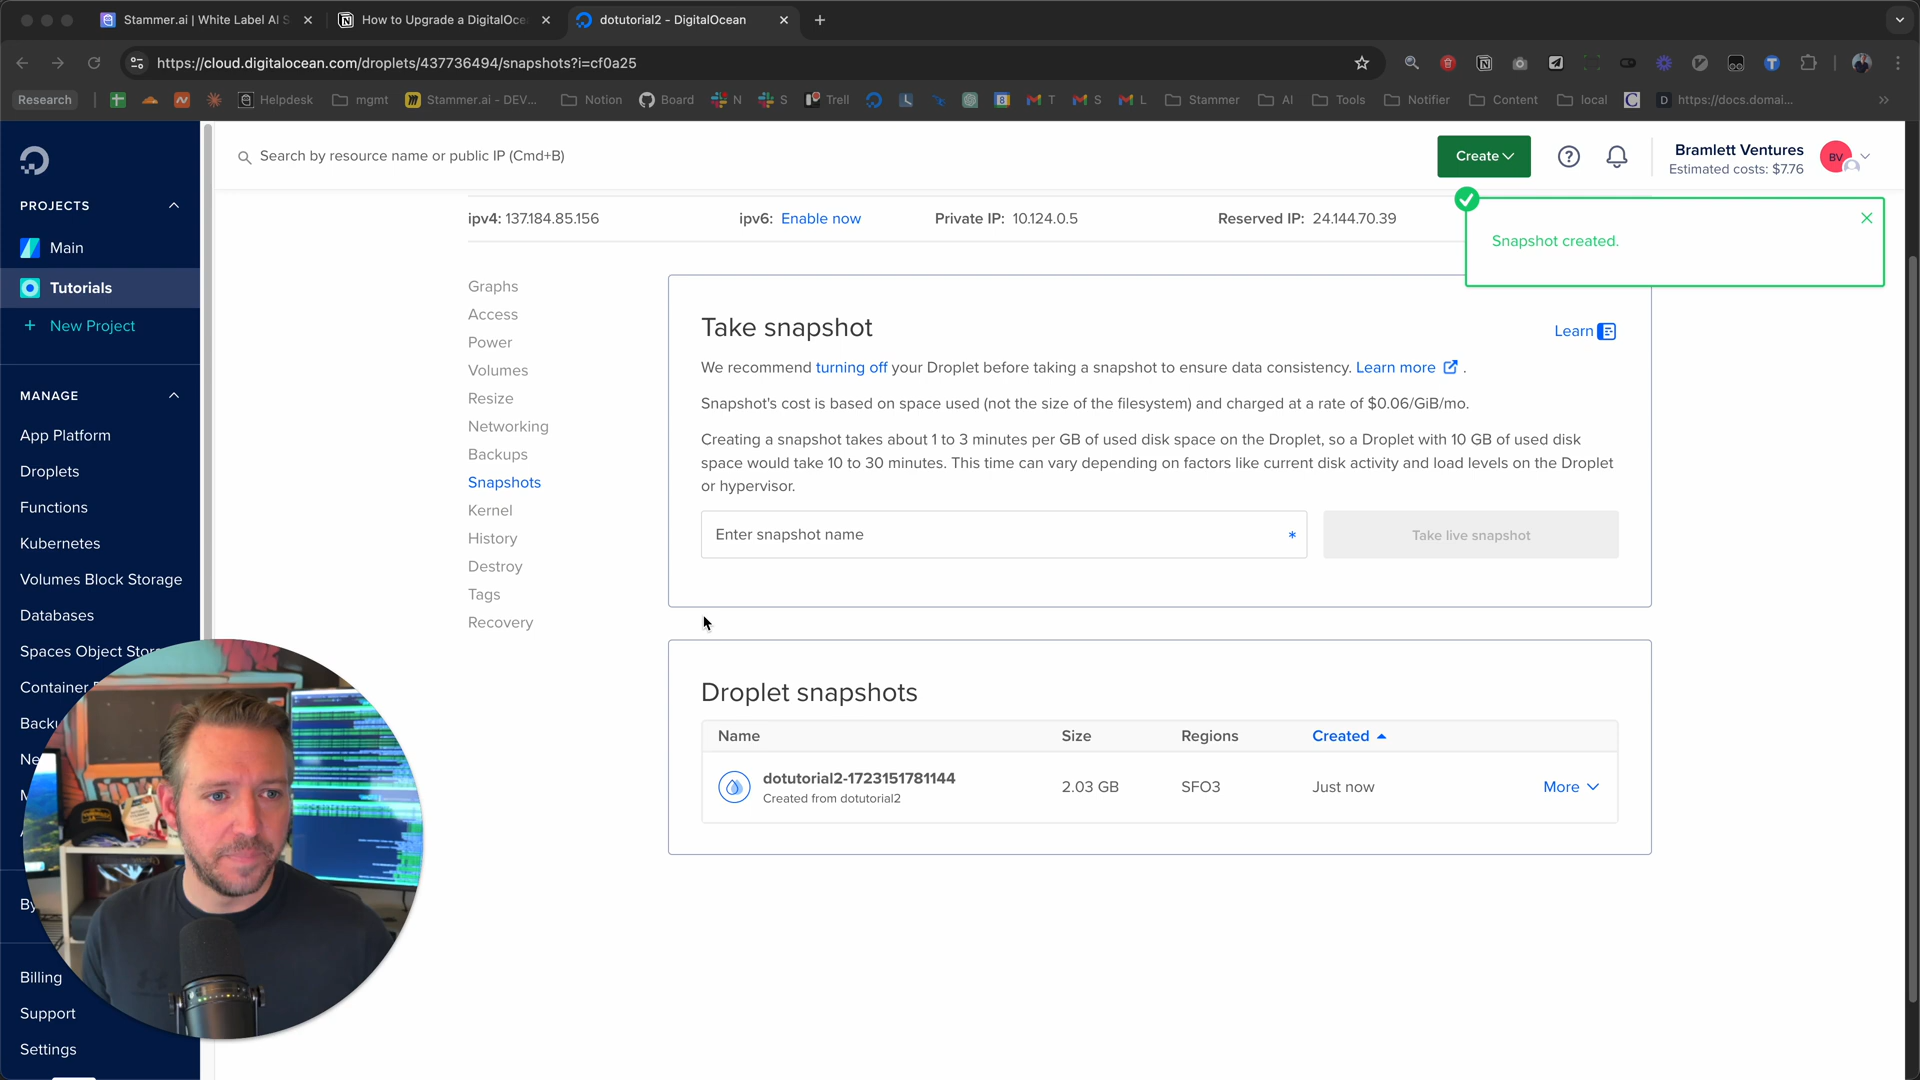 Stammer.ai | White Label AI S
How to Upgrade a DigitalOce
dotutorial2 - DigitalOcean
https://cloud.digitalocean.com/droplets/437736494/snapshots?i=cf0a25
Research
Helpdesk
mgmt
Stammer.ai - DEV...
Notion
Board
N
S
Trell
M T
M S
M L
Stammer
AI
Tools
Notifier
Content
local
https://docs.domai...
Search by resource name or public IP (Cmd+B)
Create
Bramlett Ventures
Estimated costs: $7.76
BV
PROJECTS
Main
Tutorials
+ New Project
MANAGE
App Platform
Droplets
Functions
Kubernetes
Volumes Block Storage
Databases
Spaces Object Stor
Container
Backu
Ne
M
A
By
Billing
Support
Settings
ipv4: 137.184.85.156
ipv6: Enable now
Private IP: 10.124.0.5
Reserved IP: 24.144.70.39
Snapshot created.
Graphs
Access
Power
Volumes
Resize
Networking
Backups
Snapshots
Kernel
History
Destroy
Tags
Recovery
Take snapshot
Learn
We recommend turning off your Droplet before taking a snapshot to ensure data consistency. Learn more .
Snapshot's cost is based on space used (not the size of the filesystem) and charged at a rate of $0.06/GiB/mo.
Creating a snapshot takes about 1 to 3 minutes per GB of used disk space on the Droplet, so a Droplet with 10 GB of used disk
space would take 10 to 30 minutes. This time can vary depending on factors like current disk activity and load levels on the Droplet
or hypervisor.
Enter snapshot name *
Take live snapshot
Droplet snapshots
Name Size Regions Created
dotutorial2-1723151781144
Created from dotutorial2
2.03 GB SFO3 Just now More